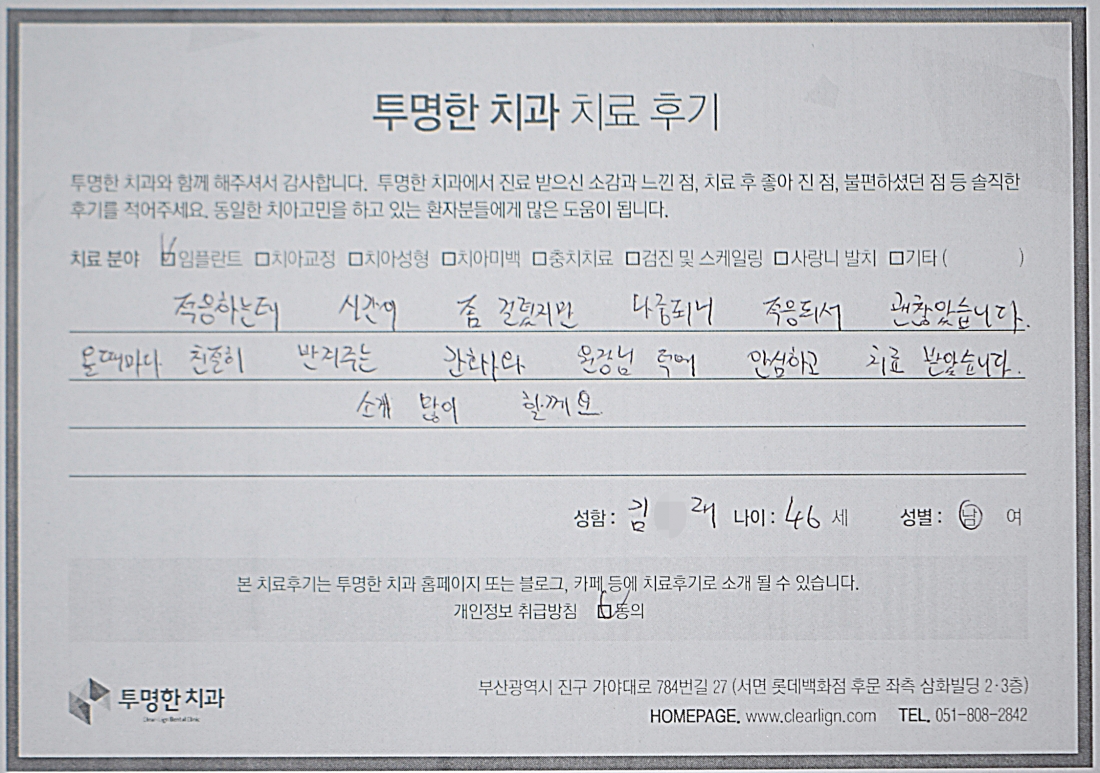 투명한 치과 치료 후기
투명한 치과와 함께 해주셔서 감사합니다. 투명한 치과에서 진료 받으신 소감과 느낀 점, 치료 후 좋아 진 점, 불편하셨던 점 등 솔직한
후기를 적어주세요. 동일한 치아고민을 하고 있는 환자분들에게 많은 도움이 됩니다.
치료 분야 ☑임플란트 □치아교정 □치아성형 □치아미백 □충치치료 □검진 및 스케일링 □사랑니 발치 □기타 ( )
적응하는데 시간이 좀 걸렸지만 적응되서 괜찮았습니다.
올때마다 친절히 반겨주는 간호사와 원장님 덕에 안심하고 치료 받았습니다.
소개 많이 할께요
성함 : 김 래 나이 : 46 세 성별 : 남 여
본 치료후기는 투명한 치과 홈페이지 또는 블로그, 카페 등에 치료후기로 소개 될 수 있습니다.
개인정보 취급방침 ☑동의
투명한 치과
부산광역시 진구 가야대로 784번길 27 (서면 롯데백화점 후문 좌측 삼화빌딩 2·3층)
HOMEPAGE. www.clearlign.com TEL. 051-808-2842